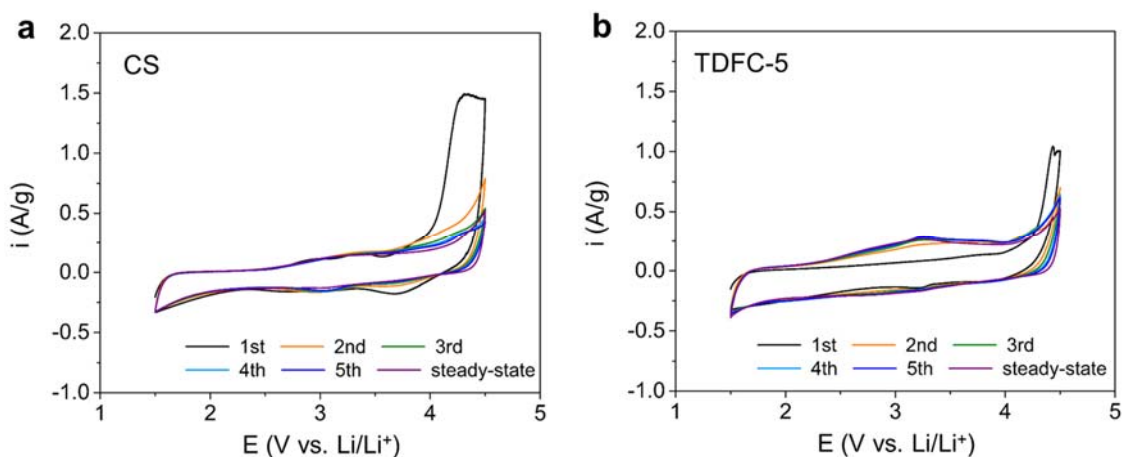 a
2.0
CS
1.5
1.0
0.5
0.0
-0.5
-1.0
i (A/g)
1st 2nd 3rd
4th 5th steady-state
1 2 3 4 5
E (V vs. Li/Li⁺)
b
2.0
TDFC-5
1.5
1.0
0.5
0.0
-0.5
-1.0
i (A/g)
1st 2nd 3rd
4th 5th steady-state
1 2 3 4 5
E (V vs. Li/Li⁺)